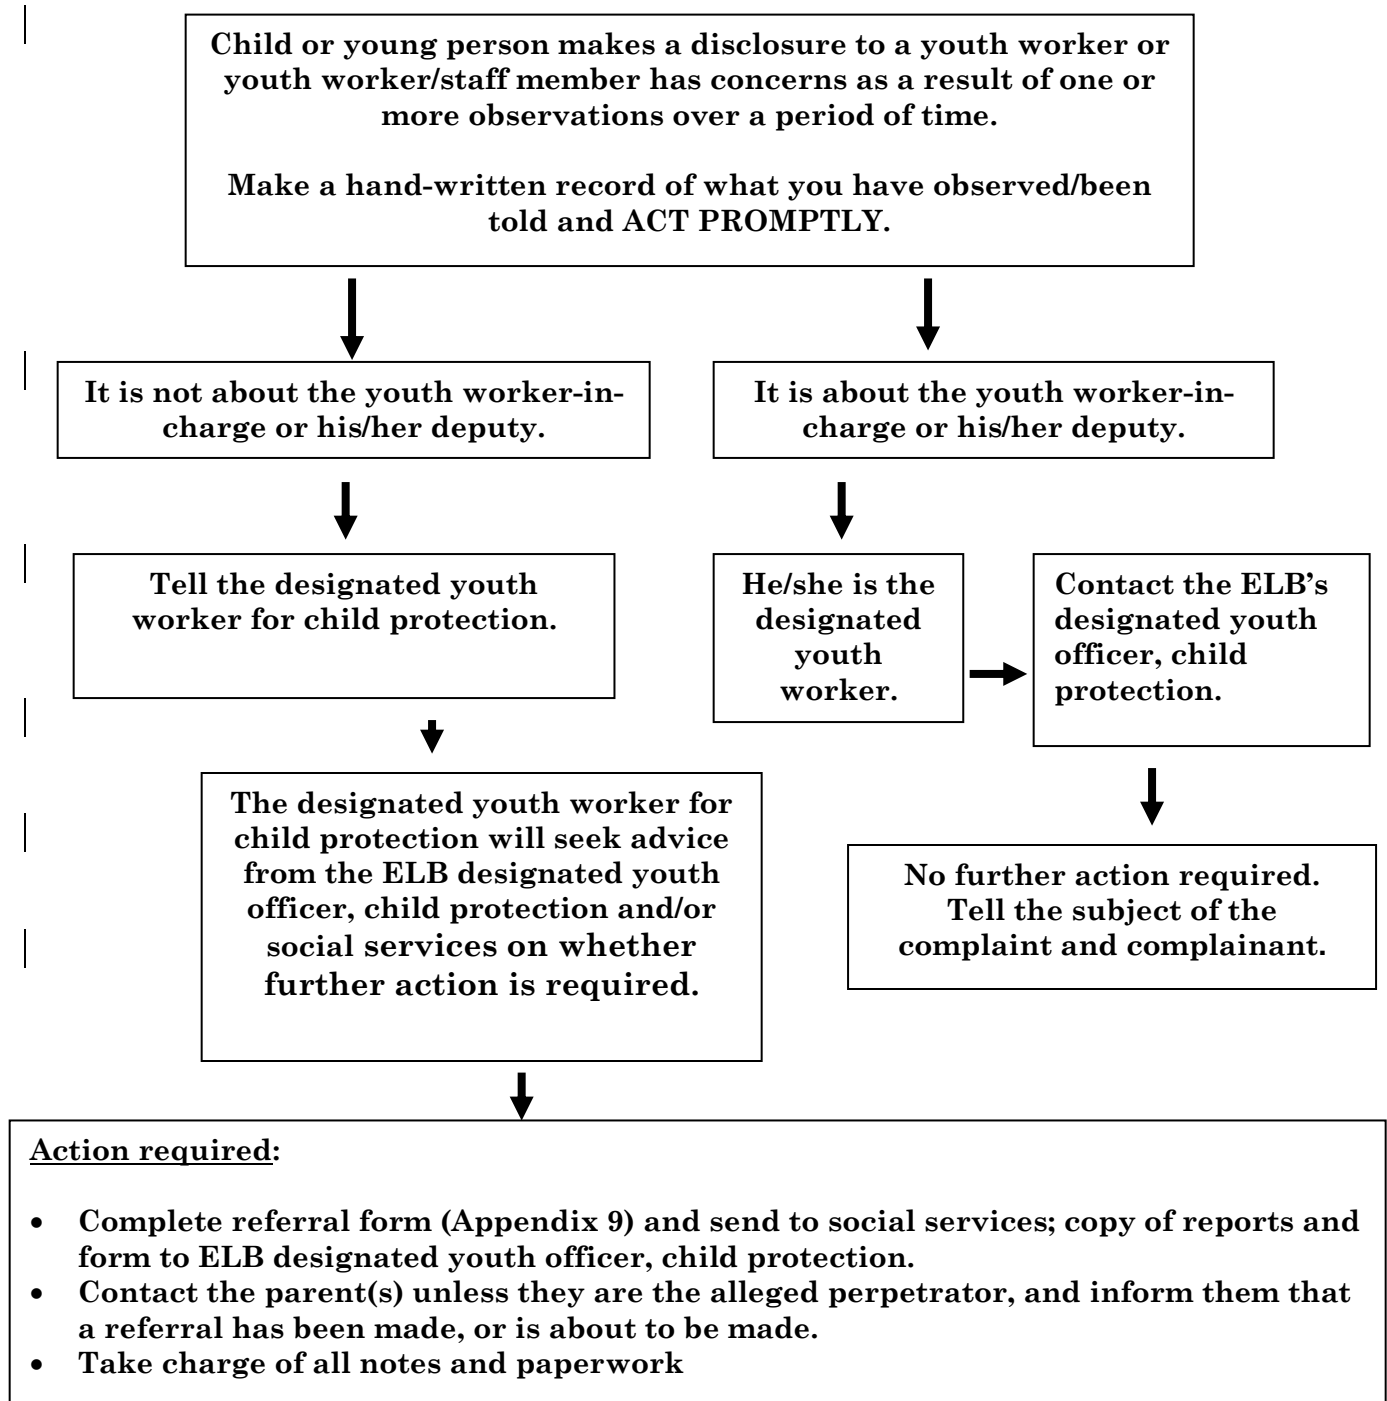 Child or young person makes a disclosure to a youth worker or
youth worker/staff member has concerns as a result of one or
more observations over a period of time.
Make a hand-written record of what you have observed/been
told and ACT PROMPTLY.
It is not about the youth worker-in-
charge or his/her deputy.
It is about the youth worker-in-
charge or his/her deputy.
Tell the designated youth
worker for child protection.
He/she is the
designated
youth
worker.
Contact the ELB’s
designated youth
officer, child
protection.
The designated youth worker for
child protection will seek advice
from the ELB designated youth
officer, child protection and/or
social services on whether
further action is required.
No further action required.
Tell the subject of the
complaint and complainant.
Action required:
• Complete referral form (Appendix 9) and send to social services; copy of reports and
form to ELB designated youth officer, child protection.
• Contact the parent(s) unless they are the alleged perpetrator, and inform them that
a referral has been made, or is about to be made.
• Take charge of all notes and paperwork